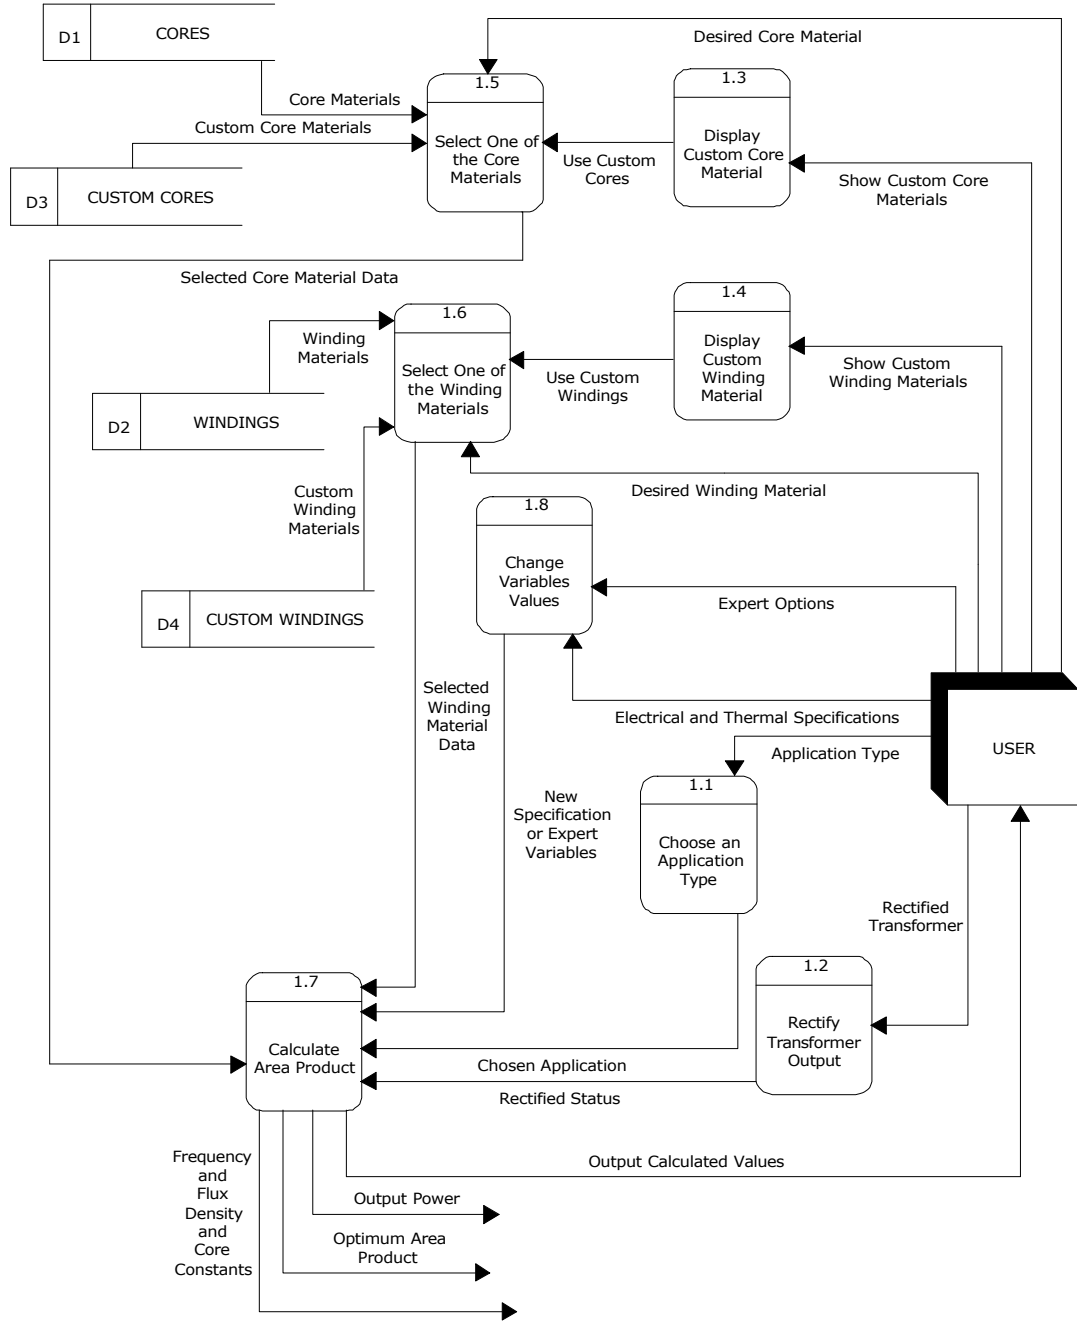 D1
CORES
Desired Core Material
1.5
Select One of
the Core
Materials
1.3
Display
Custom Core
Material
Core Materials
Custom Core Materials
Use Custom
Cores
Show Custom Core
Materials
D3
CUSTOM CORES
Selected Core Material Data
1.6
Select One of
the Winding
Materials
1.4
Display
Custom
Winding
Material
Winding
Materials
Use Custom
Windings
Show Custom
Winding Materials
D2
WINDINGS
Desired Winding Material
Custom
Winding
Materials
1.8
Change
Variables
Values
Expert Options
D4
CUSTOM WINDINGS
Selected
Winding
Material
Data
Electrical and Thermal Specifications
Application Type
USER
1.1
Choose an
Application
Type
New
Specification
or Expert
Variables
Rectified
Transformer
1.2
Rectify
Transformer
Output
1.7
Calculate
Area Product
Chosen Application
Rectified Status
Frequency
and
Flux
Density
and
Core
Constants
Output Calculated Values
Output Power
Optimum Area
Product